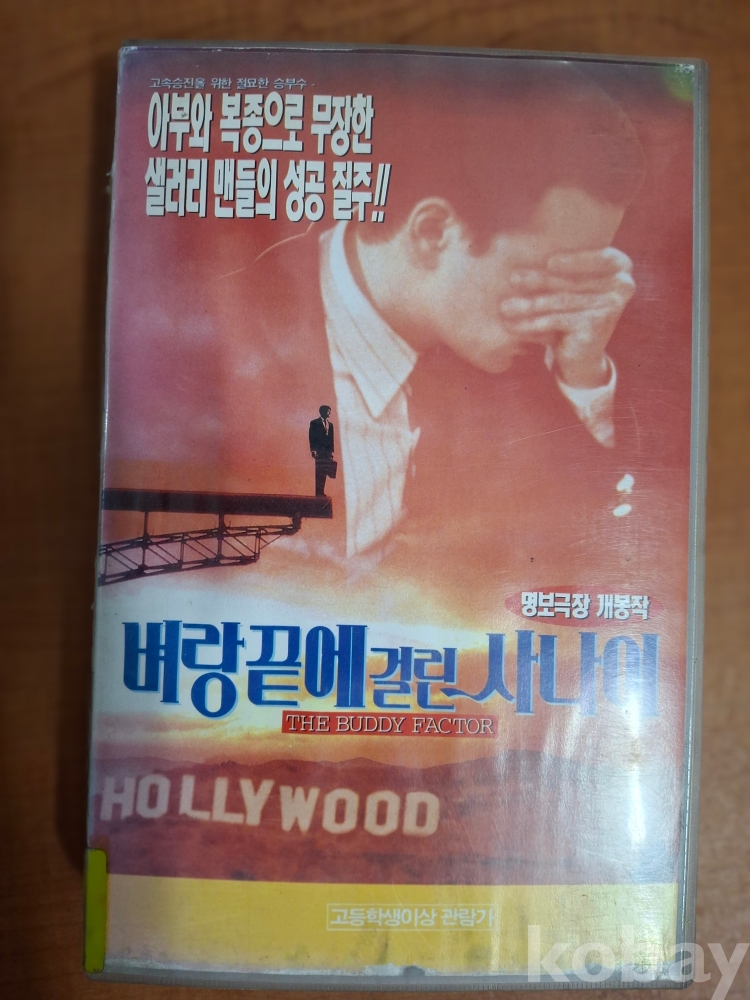 고속승진을 위한 절묘한 승부수 -
아부와 복종으로 무장한
샐러리 맨들의 성공 질주!!
명보극장 개봉작
벼랑끝에 걸린 사나이
THE BUDDY FACTOR
HOLLYWOOD
고등학생이상 관람가
kobay